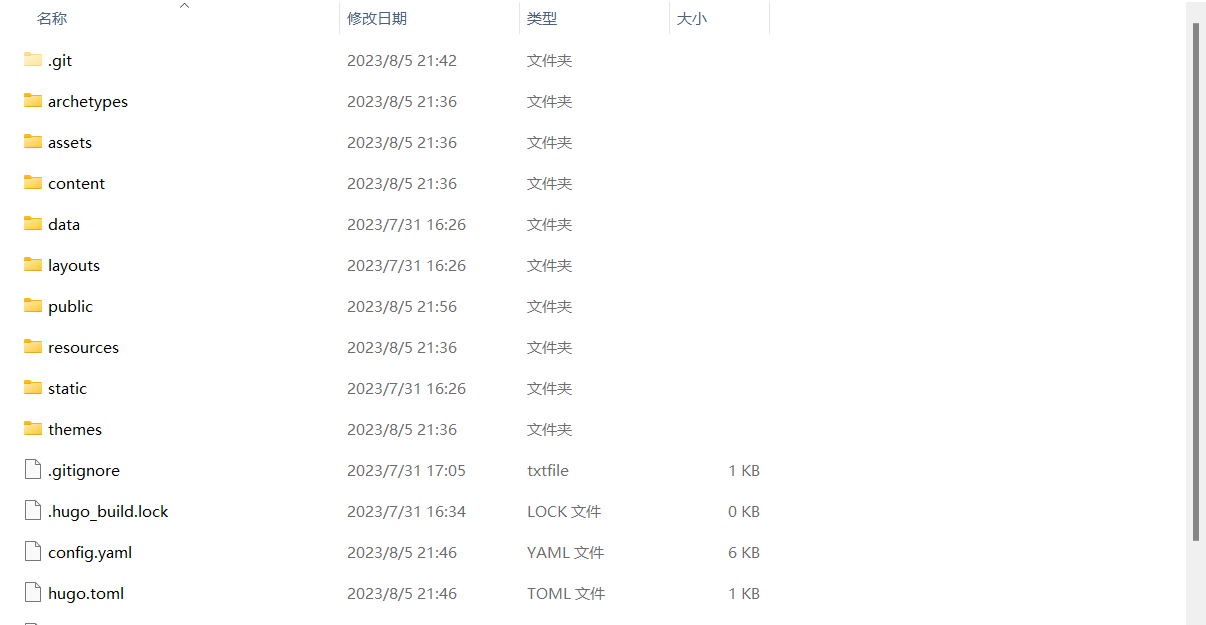 名称 修改日期 类型 大小
.git 2023/8/5 21:42 文件夹
archetypes 2023/8/5 21:36 文件夹
assets 2023/8/5 21:36 文件夹
content 2023/8/5 21:36 文件夹
data 2023/7/31 16:26 文件夹
layouts 2023/7/31 16:26 文件夹
public 2023/8/5 21:56 文件夹
resources 2023/8/5 21:36 文件夹
static 2023/7/31 16:26 文件夹
themes 2023/8/5 21:36 文件夹
.gitignore 2023/7/31 17:05 txtfile 1 KB
.hugo_build.lock 2023/7/31 16:34 LOCK 文件 0 KB
config.yaml 2023/8/5 21:46 YAML 文件 6 KB
hugo.toml 2023/8/5 21:46 TOML 文件 1 KB